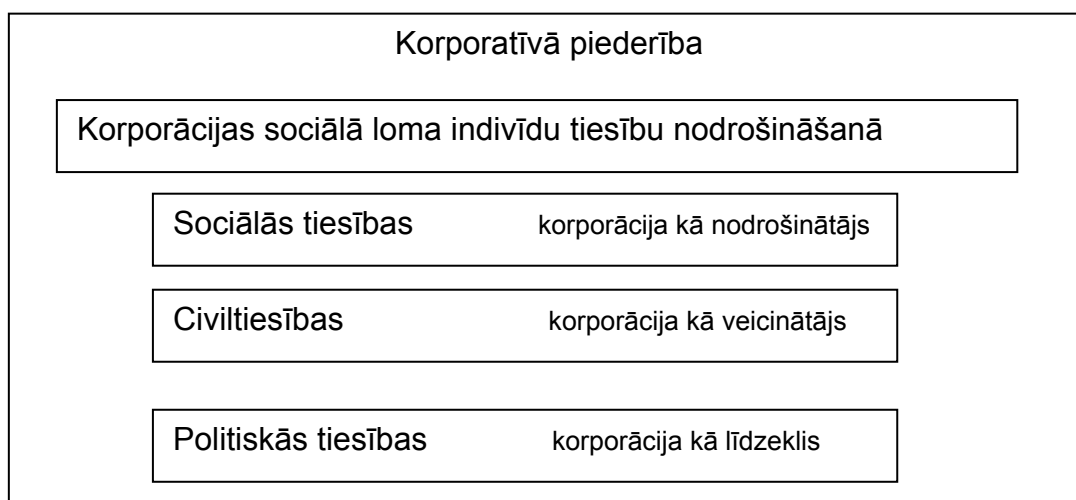 Korporatīvā piederība
Korporācijas sociālā loma indivīdu tiesību nodrošināšanā
Sociālās tiesības korporācija kā nodrošinātājs
Civiltiesības korporācija kā veicinātājs
Politiskās tiesības korporācija kā līdzeklis